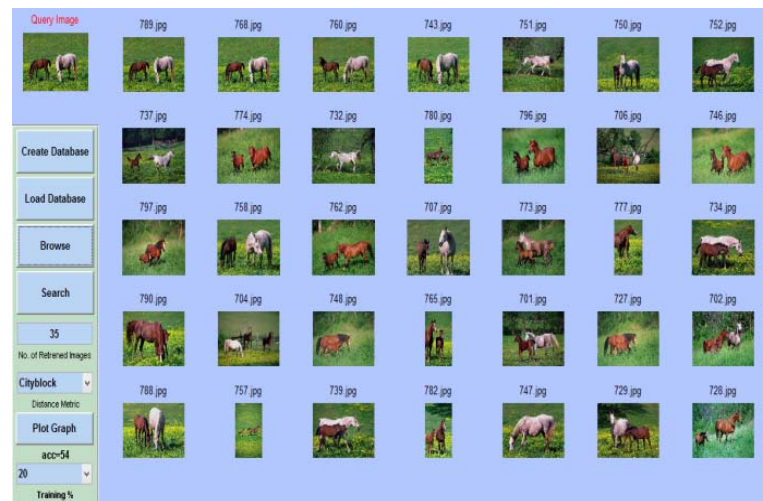 Query Image
789.jpg 768.jpg 760.jpg 743.jpg 751.jpg 750.jpg 752.jpg
737.jpg 774.jpg 732.jpg 780.jpg 796.jpg 706.jpg 746.jpg
Create Database
Load Database
797.jpg 758.jpg 762.jpg 707.jpg 773.jpg 777.jpg 734.jpg
Browse
Search
790.jpg 704.jpg 748.jpg 765.jpg 701.jpg 727.jpg 702.jpg
35
No. of Retrened Images
Cityblock
Distance Metric
788.jpg 757.jpg 739.jpg 782.jpg 747.jpg 729.jpg 728.jpg
Plot Graph
acc=54
20
Training %